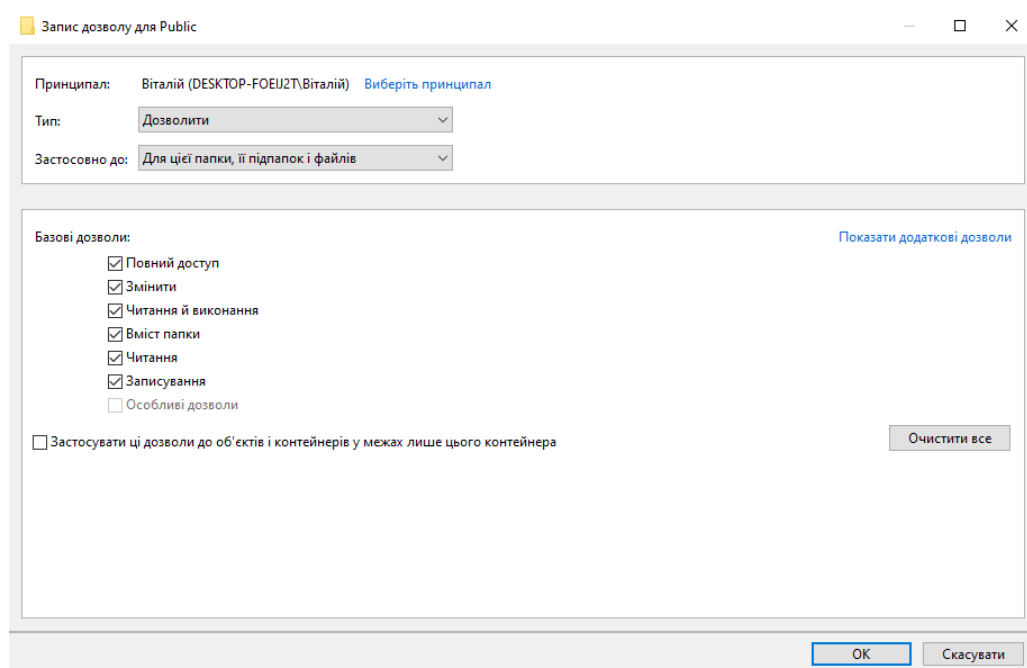 Запис дозволу для Public
Принципал: Віталій (DESKTOP-FOEIJ2T\Віталій) Виберіть принципал
Тип: Дозволити
Застосовно до: Для цієї папки, її підпапок і файлів
Базові дозволи: Показати додаткові дозволи
Повний доступ
Змінити
Читання й виконання
Вміст папки
Читання
Записування
Особливі дозволи
Застосувати ці дозволи до об'єктів і контейнерів у межах лише цього контейнера Очистити все
ОК Скасувати